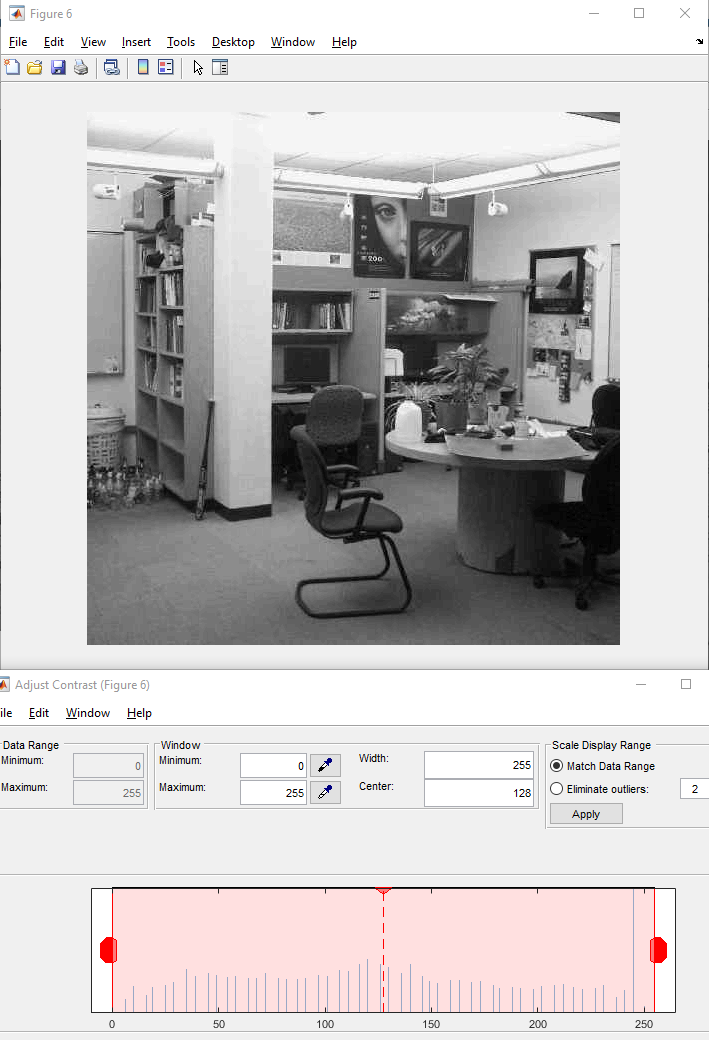 Figure 6
File Edit View Insert Tools Desktop Window Help
200
Adjust Contrast (Figure 6)
ile Edit Window Help
Data Range
Minimum: 0
Maximum: 255
Window
Minimum: 0
Maximum: 255
Width: 255
Center: 128
Scale Display Range
Match Data Range
Eliminate outliers: 2
Apply
0 50 100 150 200 250